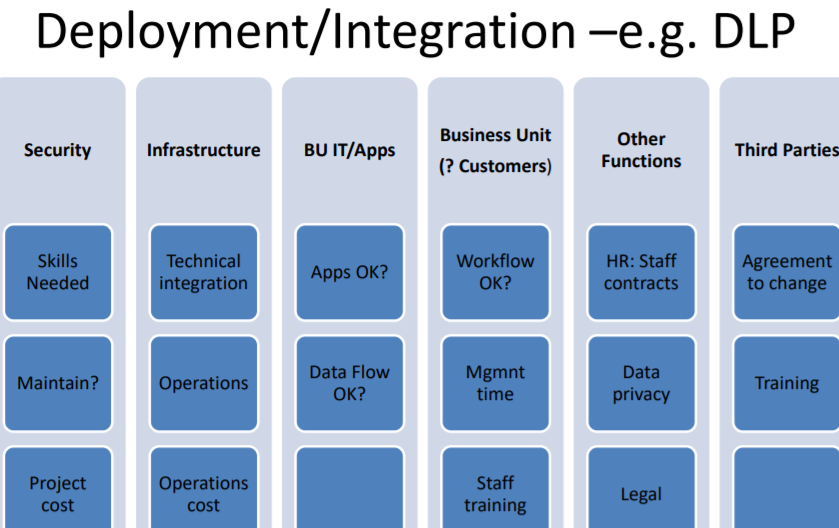 Deployment/Integration –e.g. DLP
Security
Skills
Needed
Maintain?
Project
cost
Infrastructure
Technical
integration
Operations
Operations
cost
BU IT/Apps
Apps OK?
Data Flow
OK?
Business Unit
(? Customers)
Workflow
OK?
Mgmnt
time
Staff
training
Other
Functions
HR: Staff
contracts
Data
privacy
Legal
Third Parties
Agreement
to change
Training